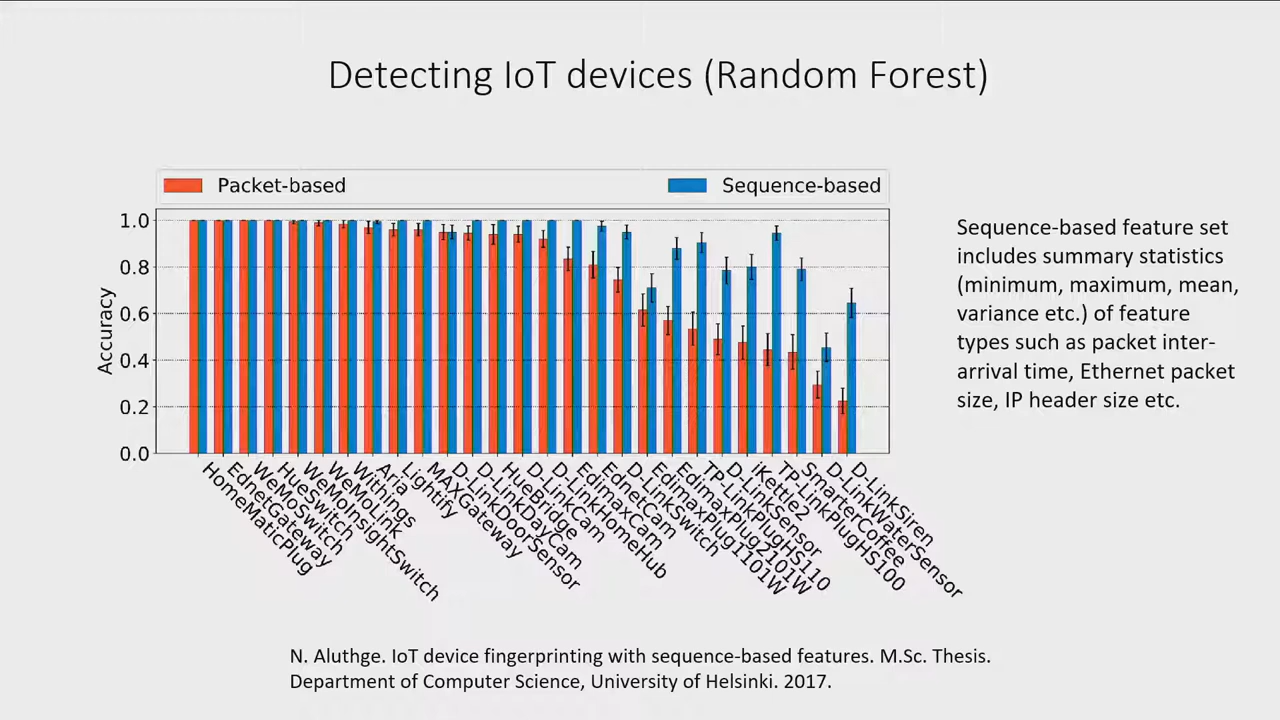 Detecting IoT devices (Random Forest)
Packet-based
Sequence-based
1.0
0.8
0.6
0.4
0.2
0.0
Accuracy
HomeMaticPlug
EdnetGateway
WeMoSwitch
HueSwitch
WeMoInsightSwitch
WeMoLink
Withings
Aria
Lightify
MAXGateway
D-LinkDoorSensor
D-LinkDayCam
HueBridge
D-LinkCam
D-LinkHomeHub
EdimaxCam
EdnetCam
D-LinkSwitch
EdimaxPlug1101W
EdimaxPlug2101W
TP-LinkPlugHS110
D-LinkSensor
iKettle2
TP-LinkPlugHS100
SmarterCoffee
D-LinkWaterSensor
D-LinkSiren
Sequence-based feature set
includes summary statistics
(minimum, maximum, mean,
variance etc.) of feature
types such as packet inter-
arrival time, Ethernet packet
size, IP header size etc.
N. Aluthge. IoT device fingerprinting with sequence-based features. M.Sc. Thesis.
Department of Computer Science, University of Helsinki. 2017.